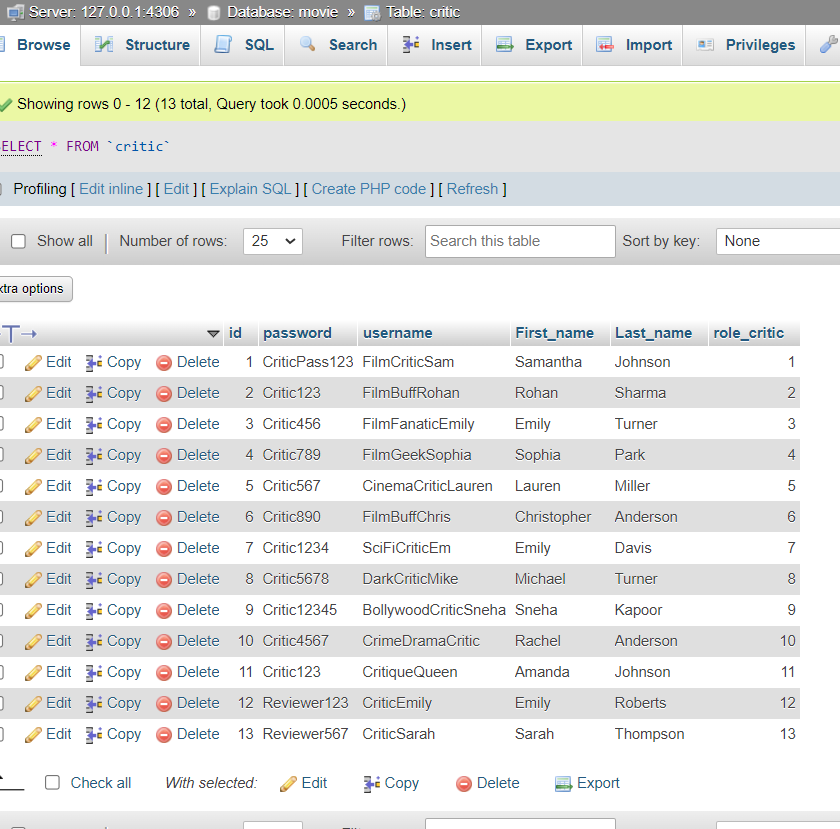 Server: 127.0.0.1:4306 » Database: movie » Table: critic
Browse Structure SQL Search Insert Export Import Privileges
Showing rows 0 - 12 (13 total, Query took 0.0005 seconds.)
ELECT * FROM `critic`
Profiling [ Edit inline ] [ Edit ] [ Explain SQL ] [ Create PHP code ] [ Refresh ]
Show all | Number of rows: 25 Filter rows: Search this table Sort by key: None
xtra options
id password username First_name Last_name role_critic
Edit Copy Delete 1 CriticPass123 FilmCriticSam Samantha Johnson 1
Edit Copy Delete 2 Critic123 FilmBuffRohan Rohan Sharma 2
Edit Copy Delete 3 Critic456 FilmFanaticEmily Emily Turner 3
Edit Copy Delete 4 Critic789 FilmGeekSophia Sophia Park 4
Edit Copy Delete 5 Critic567 CinemaCriticLauren Lauren Miller 5
Edit Copy Delete 6 Critic890 FilmBuffChris Christopher Anderson 6
Edit Copy Delete 7 Critic1234 SciFiCriticEm Emily Davis 7
Edit Copy Delete 8 Critic5678 DarkCriticMike Michael Turner 8
Edit Copy Delete 9 Critic12345 BollywoodCriticSneha Sneha Kapoor 9
Edit Copy Delete 10 Critic4567 CrimeDramaCritic Rachel Anderson 10
Edit Copy Delete 11 Critic123 CritiqueQueen Amanda Johnson 11
Edit Copy Delete 12 Reviewer123 CriticEmily Emily Roberts 12
Edit Copy Delete 13 Reviewer567 CriticSarah Sarah Thompson 13
Check all With selected: Edit Copy Delete Export